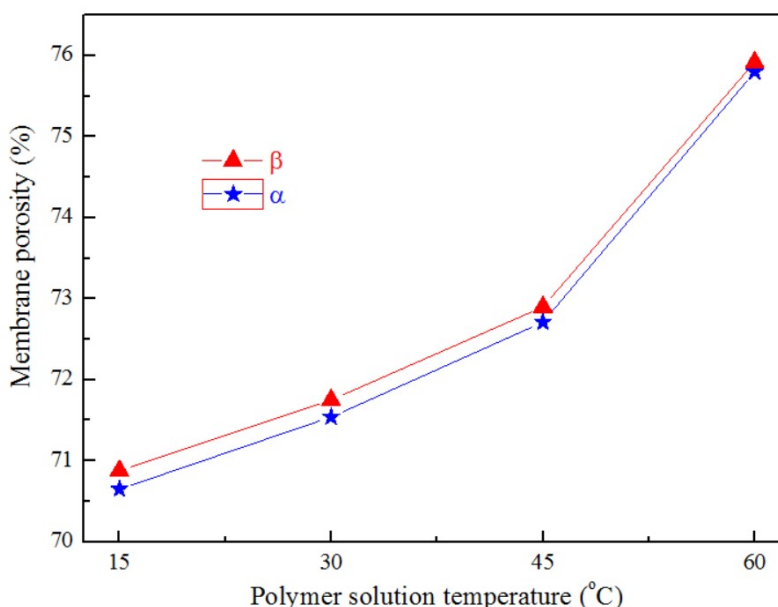 76
75
74
73
72
71
70
15
30
45
60
Membrane porosity (%)
Polymer solution temperature (°C)
β
α